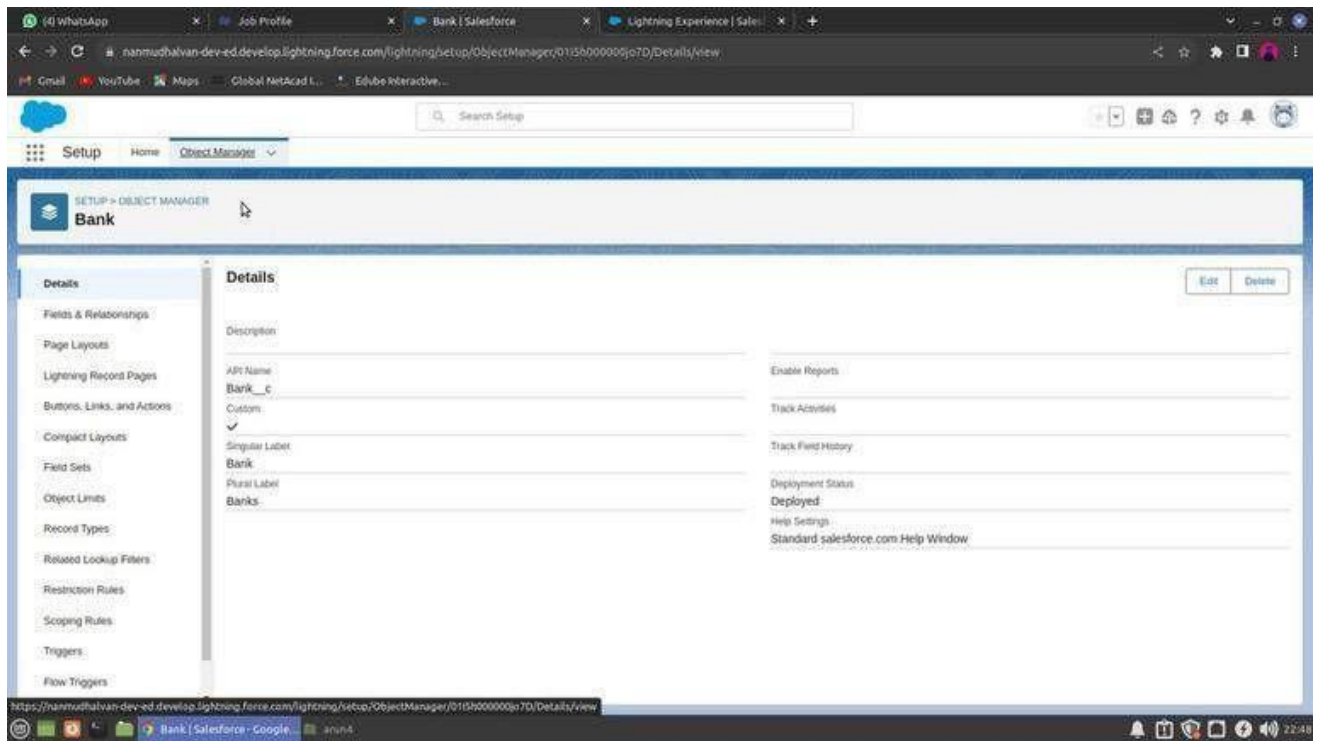 (4) WhatsApp
Job Profile
Bank | Salesforce
Lightning Experience | Sales
nanmudhalvan-dev-ed.develop.lightning.force.com/lightning/setup/ObjectManager/01I5h000000jo7D/Details/view
Gmail YouTube Maps Global NetAcad L... Edube Interactive...
Search Setup
Setup Home Object Manager
SETUP > OBJECT MANAGER
Bank
Details
Fields & Relationships
Page Layouts
Lightning Record Pages
Buttons, Links, and Actions
Compact Layouts
Field Sets
Object Limits
Record Types
Related Lookup Filters
Restriction Rules
Scoping Rules
Triggers
Flow Triggers
Details
Edit Delete
Description
API Name
Bank__c
Custom
✓
Singular Label
Bank
Plural Label
Banks
Enable Reports
Track Activities
Track Field History
Deployment Status
Deployed
Help Settings
Standard salesforce.com Help Window
https://nanmudhalvan-dev-ed.develop.lightning.force.com/lightning/setup/ObjectManager/01I5h000000jo7D/Details/view
Bank | Salesforce - Google... arun4
22:48